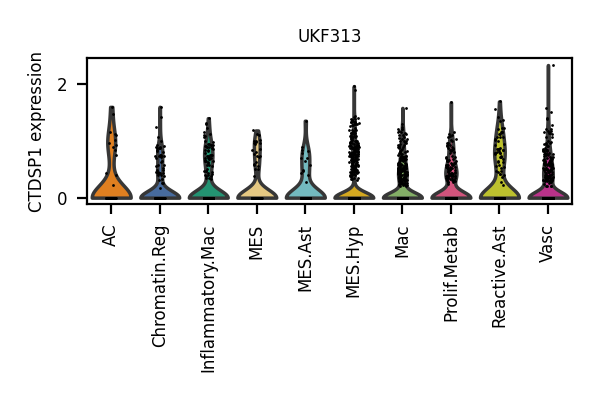 UKF313
CTDSP1 expression
2
0
AC
Chromatin.Reg
Inflammatory.Mac
MES
MES.Ast
MES.Hyp
Mac
Prolif.Metab
Reactive.Ast
Vasc